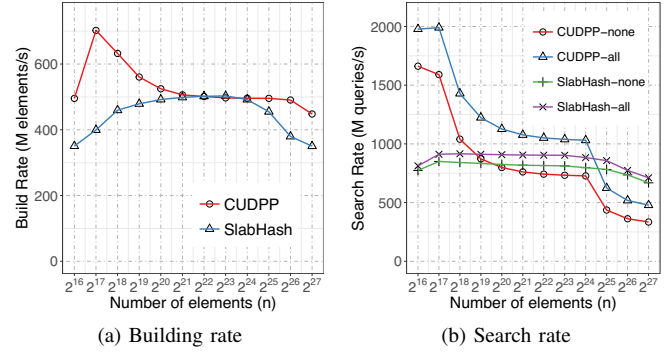 Build Rate (M elements/s)
600
400
200
0
CUDPP
SlabHash
2^16 2^17 2^18 2^19 2^20 2^21 2^22 2^23 2^24 2^25 2^26 2^27
Number of elements (n)
(a) Building rate
Search Rate (M queries/s)
2000
1500
1000
500
0
CUDPP−none
CUDPP−all
SlabHash−none
SlabHash−all
2^16 2^17 2^18 2^19 2^20 2^21 2^22 2^23 2^24 2^25 2^26 2^27
Number of elements (n)
(b) Search rate